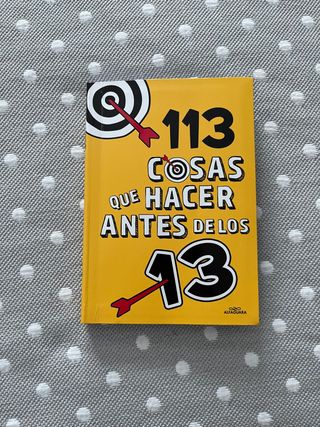 113
COSAS
QUE HACER
ANTES DE LOS
13
ALFAGUARA